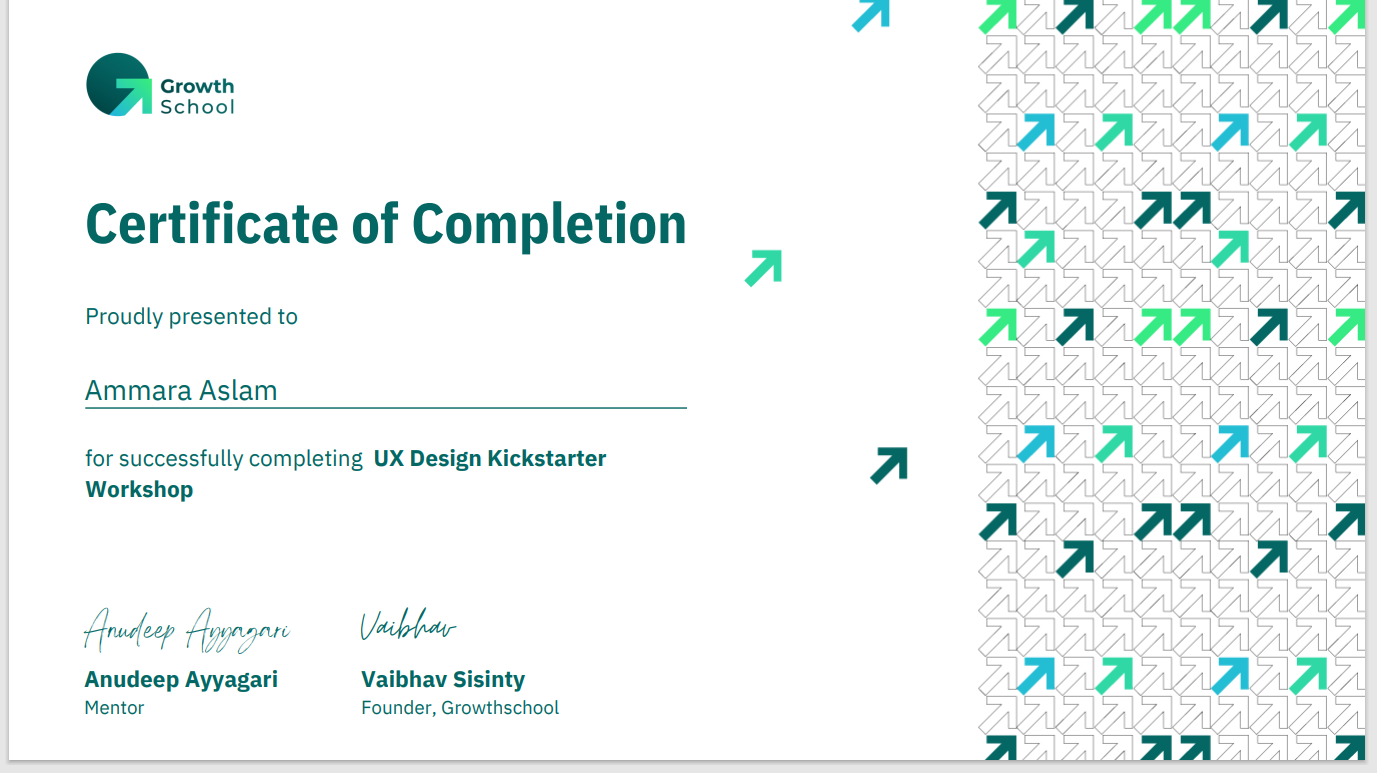 Growth
School
Certificate of Completion
Proudly presented to
Ammara Aslam
for successfully completing UX Design Kickstarter
Workshop
Anudeep Ayyagari
Vaibhav
Anudeep Ayyagari
Vaibhav Sisinty
Mentor
Founder, Growthschool